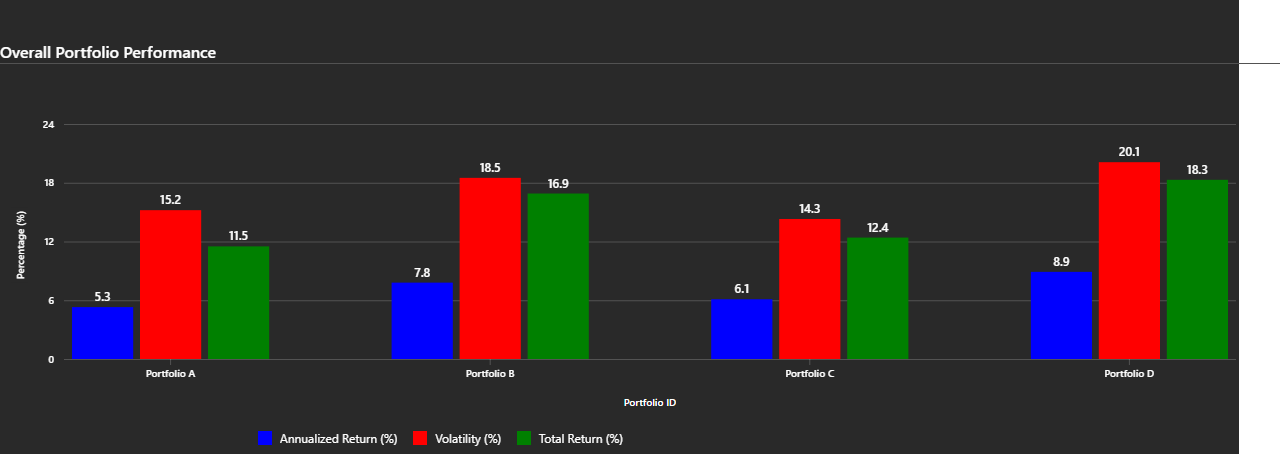 Overall Portfolio Performance
24
18
12
6
0
Percentage (%)
5.3
15.2
11.5
7.8
18.5
16.9
6.1
14.3
12.4
8.9
20.1
18.3
Portfolio A
Portfolio B
Portfolio C
Portfolio D
Portfolio ID
Annualized Return (%)
Volatility (%)
Total Return (%)